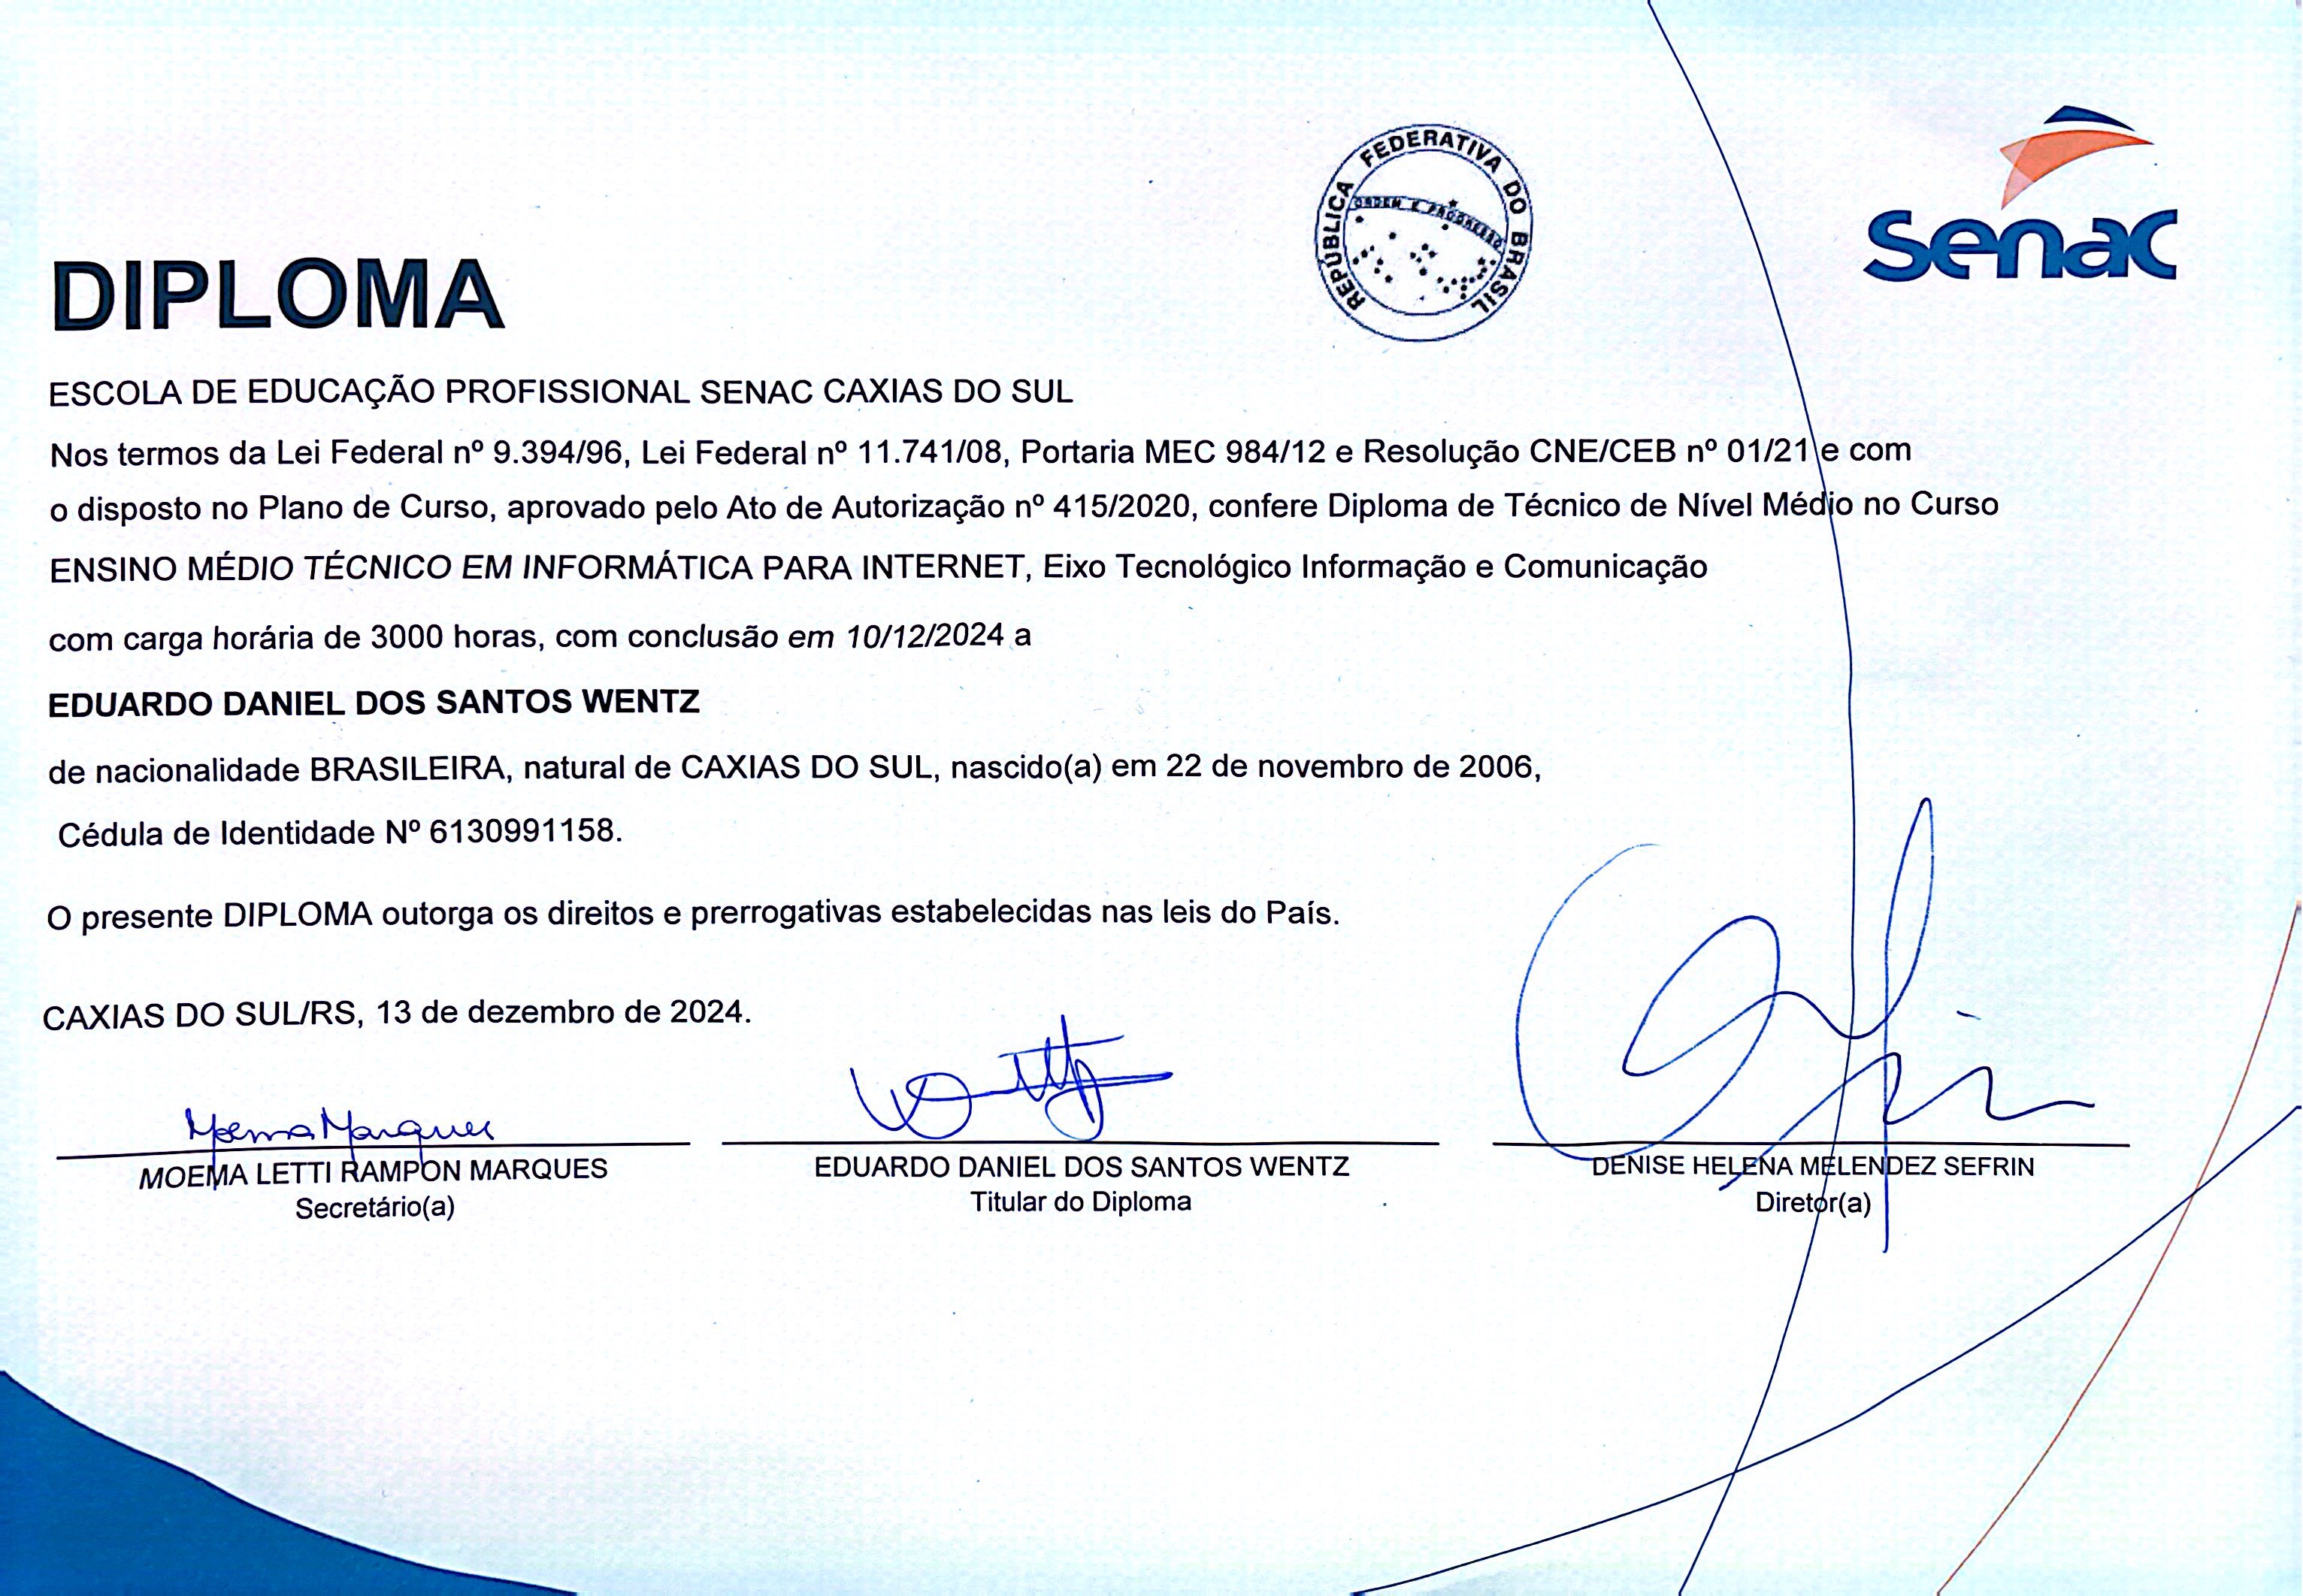 REPÚBLICA FEDERATIVA DO BRASIL
ORDEM E PROGRESSO
senac
DIPLOMA
ESCOLA DE EDUCAÇÃO PROFISSIONAL SENAC CAXIAS DO SUL
Nos termos da Lei Federal nº 9.394/96, Lei Federal nº 11.741/08, Portaria MEC 984/12 e Resolução CNE/CEB nº 01/21 e com
o disposto no Plano de Curso, aprovado pelo Ato de Autorização nº 415/2020, confere Diploma de Técnico de Nível Médio no Curso
ENSINO MÉDIO TÉCNICO EM INFORMÁTICA PARA INTERNET, Eixo Tecnológico Informação e Comunicação
com carga horária de 3000 horas, com conclusão em 10/12/2024 a
EDUARDO DANIEL DOS SANTOS WENTZ
de nacionalidade BRASILEIRA, natural de CAXIAS DO SUL, nascido(a) em 22 de novembro de 2006,
Cédula de Identidade Nº 6130991158.
O presente DIPLOMA outorga os direitos e prerrogativas estabelecidas nas leis do País.
CAXIAS DO SUL/RS, 13 de dezembro de 2024.
Moema Marques
MOEMA LETTI RAMPON MARQUES
Secretário(a)
EDUARDO DANIEL DOS SANTOS WENTZ
Titular do Diploma
DENISE HELENA MELENDEZ SEFRIN
Diretor(a)